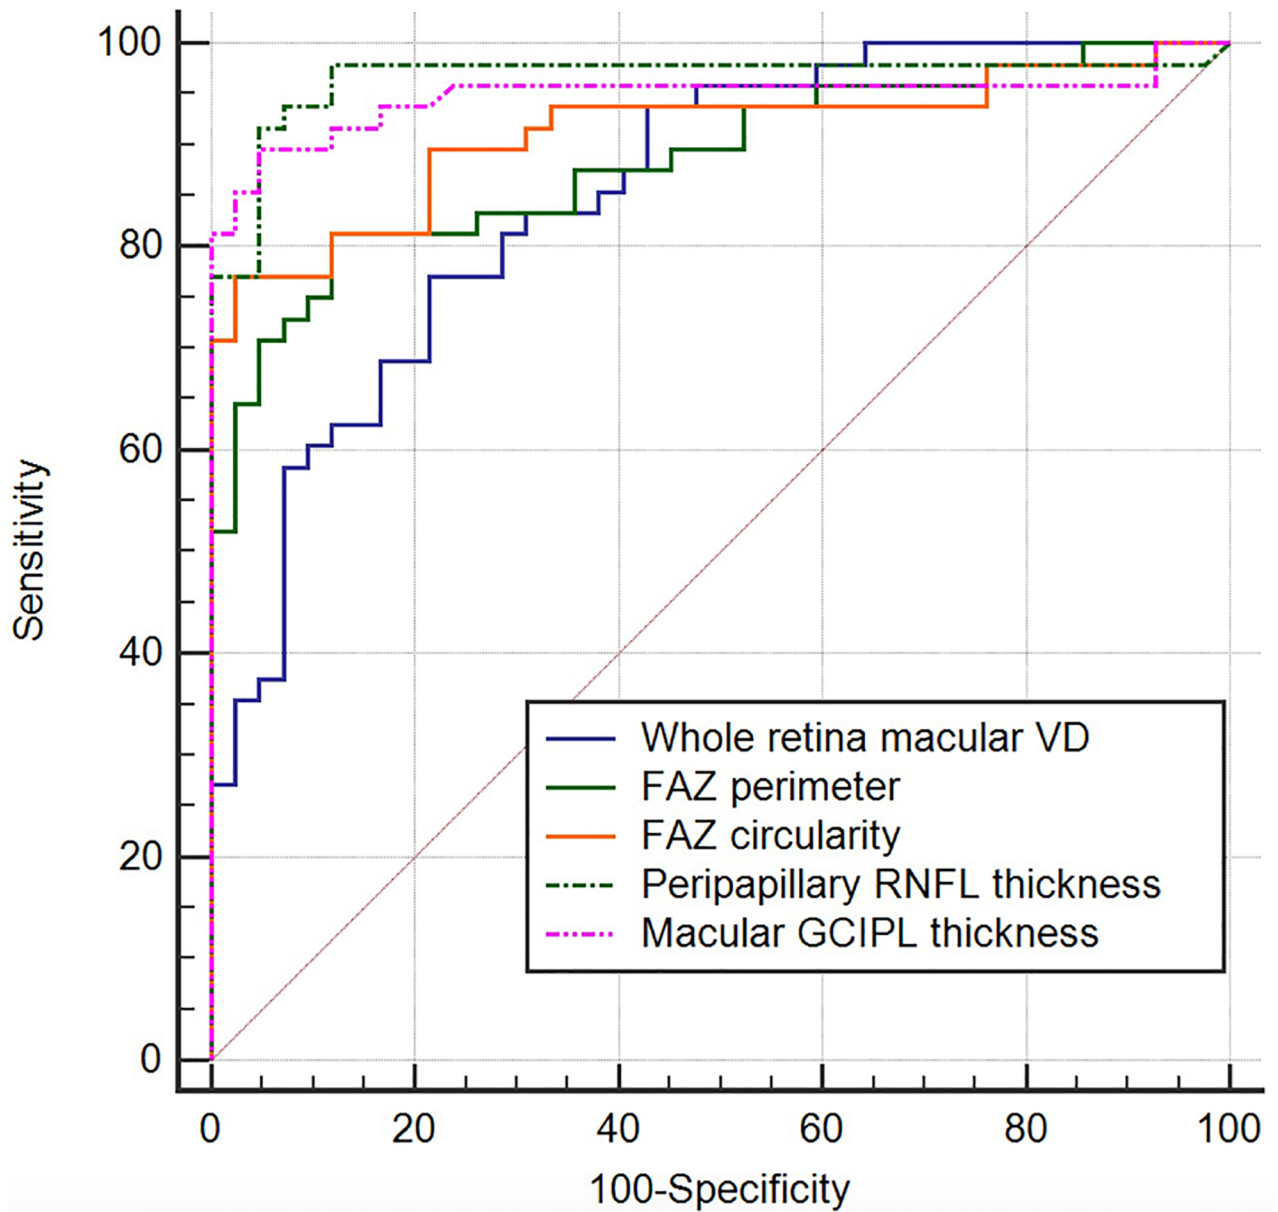 100
80
60
40
20
0
Sensitivity
0 20 40 60 80 100
100-Specificity
Whole retina macular VD
FAZ perimeter
FAZ circularity
Peripapillary RNFL thickness
Macular GCIPL thickness